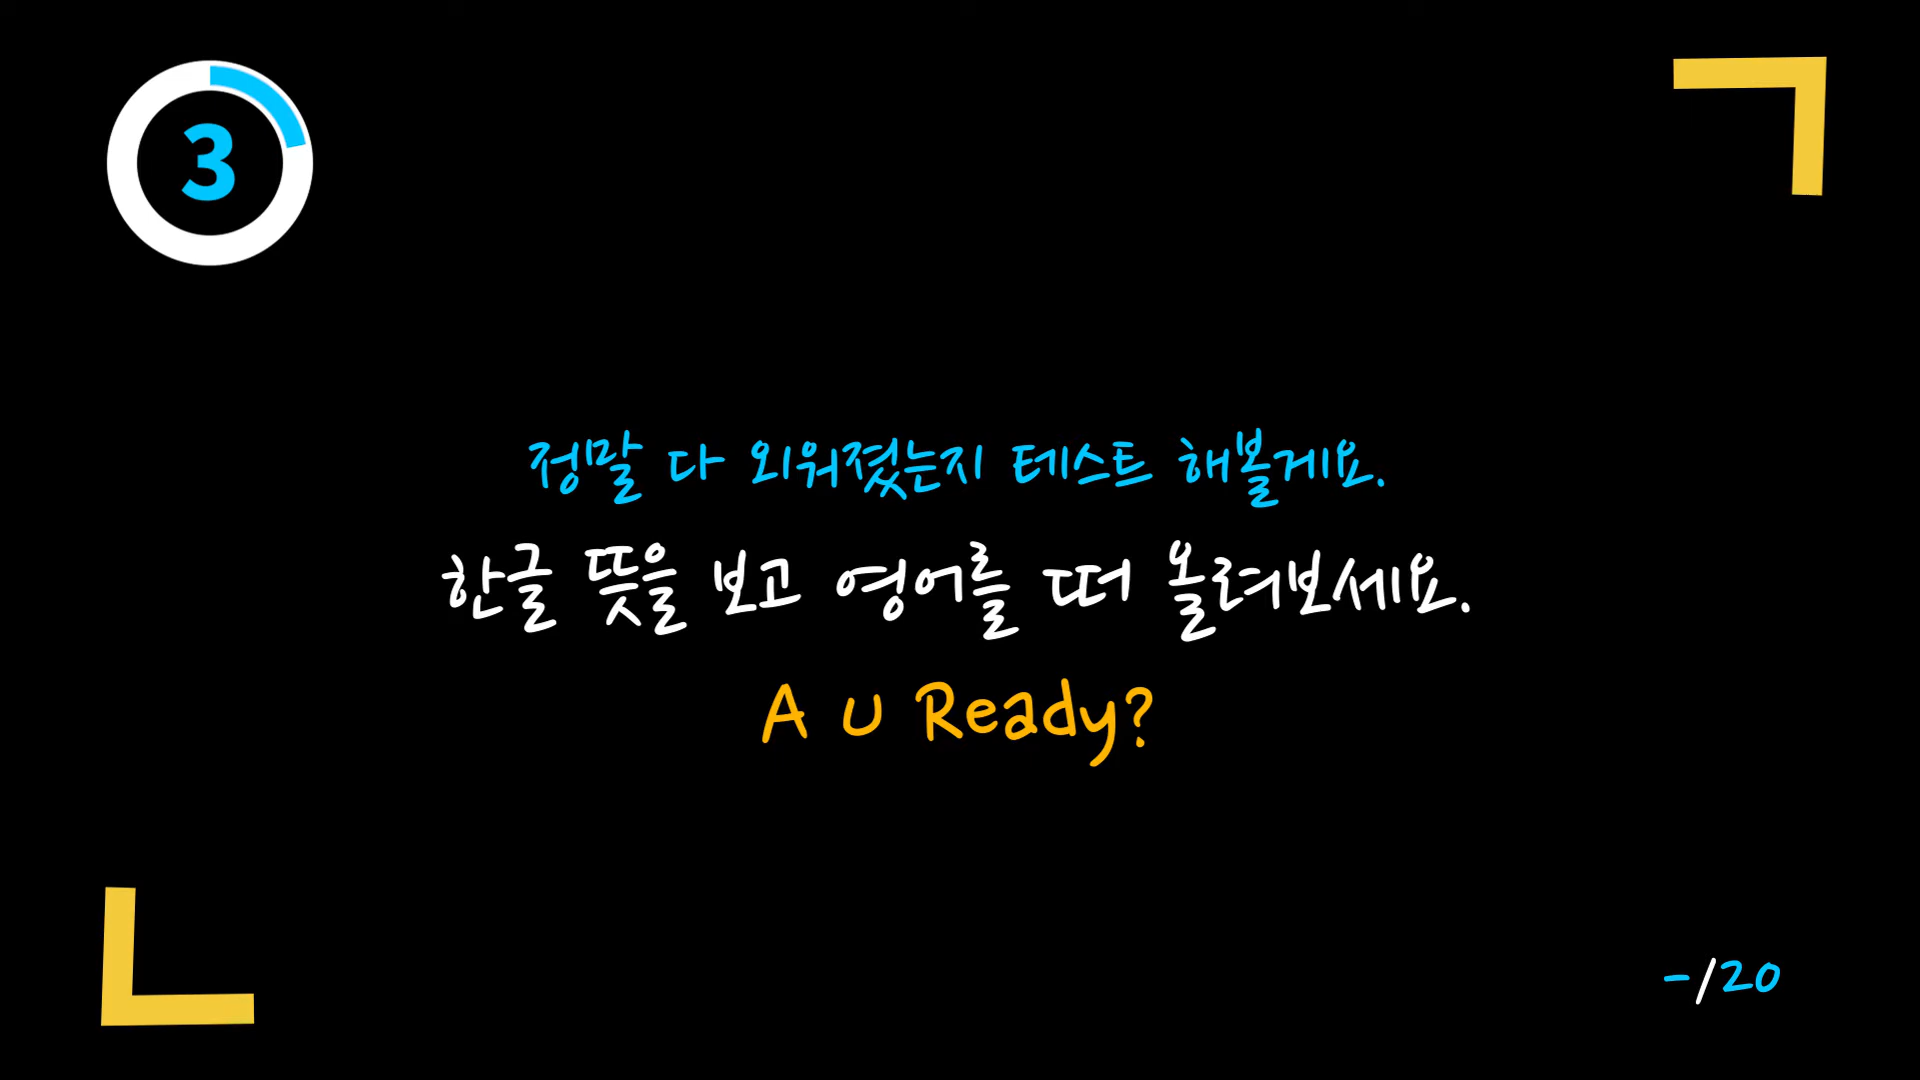 3
정말 다 외워졌는지 테스트 해볼게요.
한글 뜻을 보고 영어를 떠 올려보세요.
A U Ready?
-/20